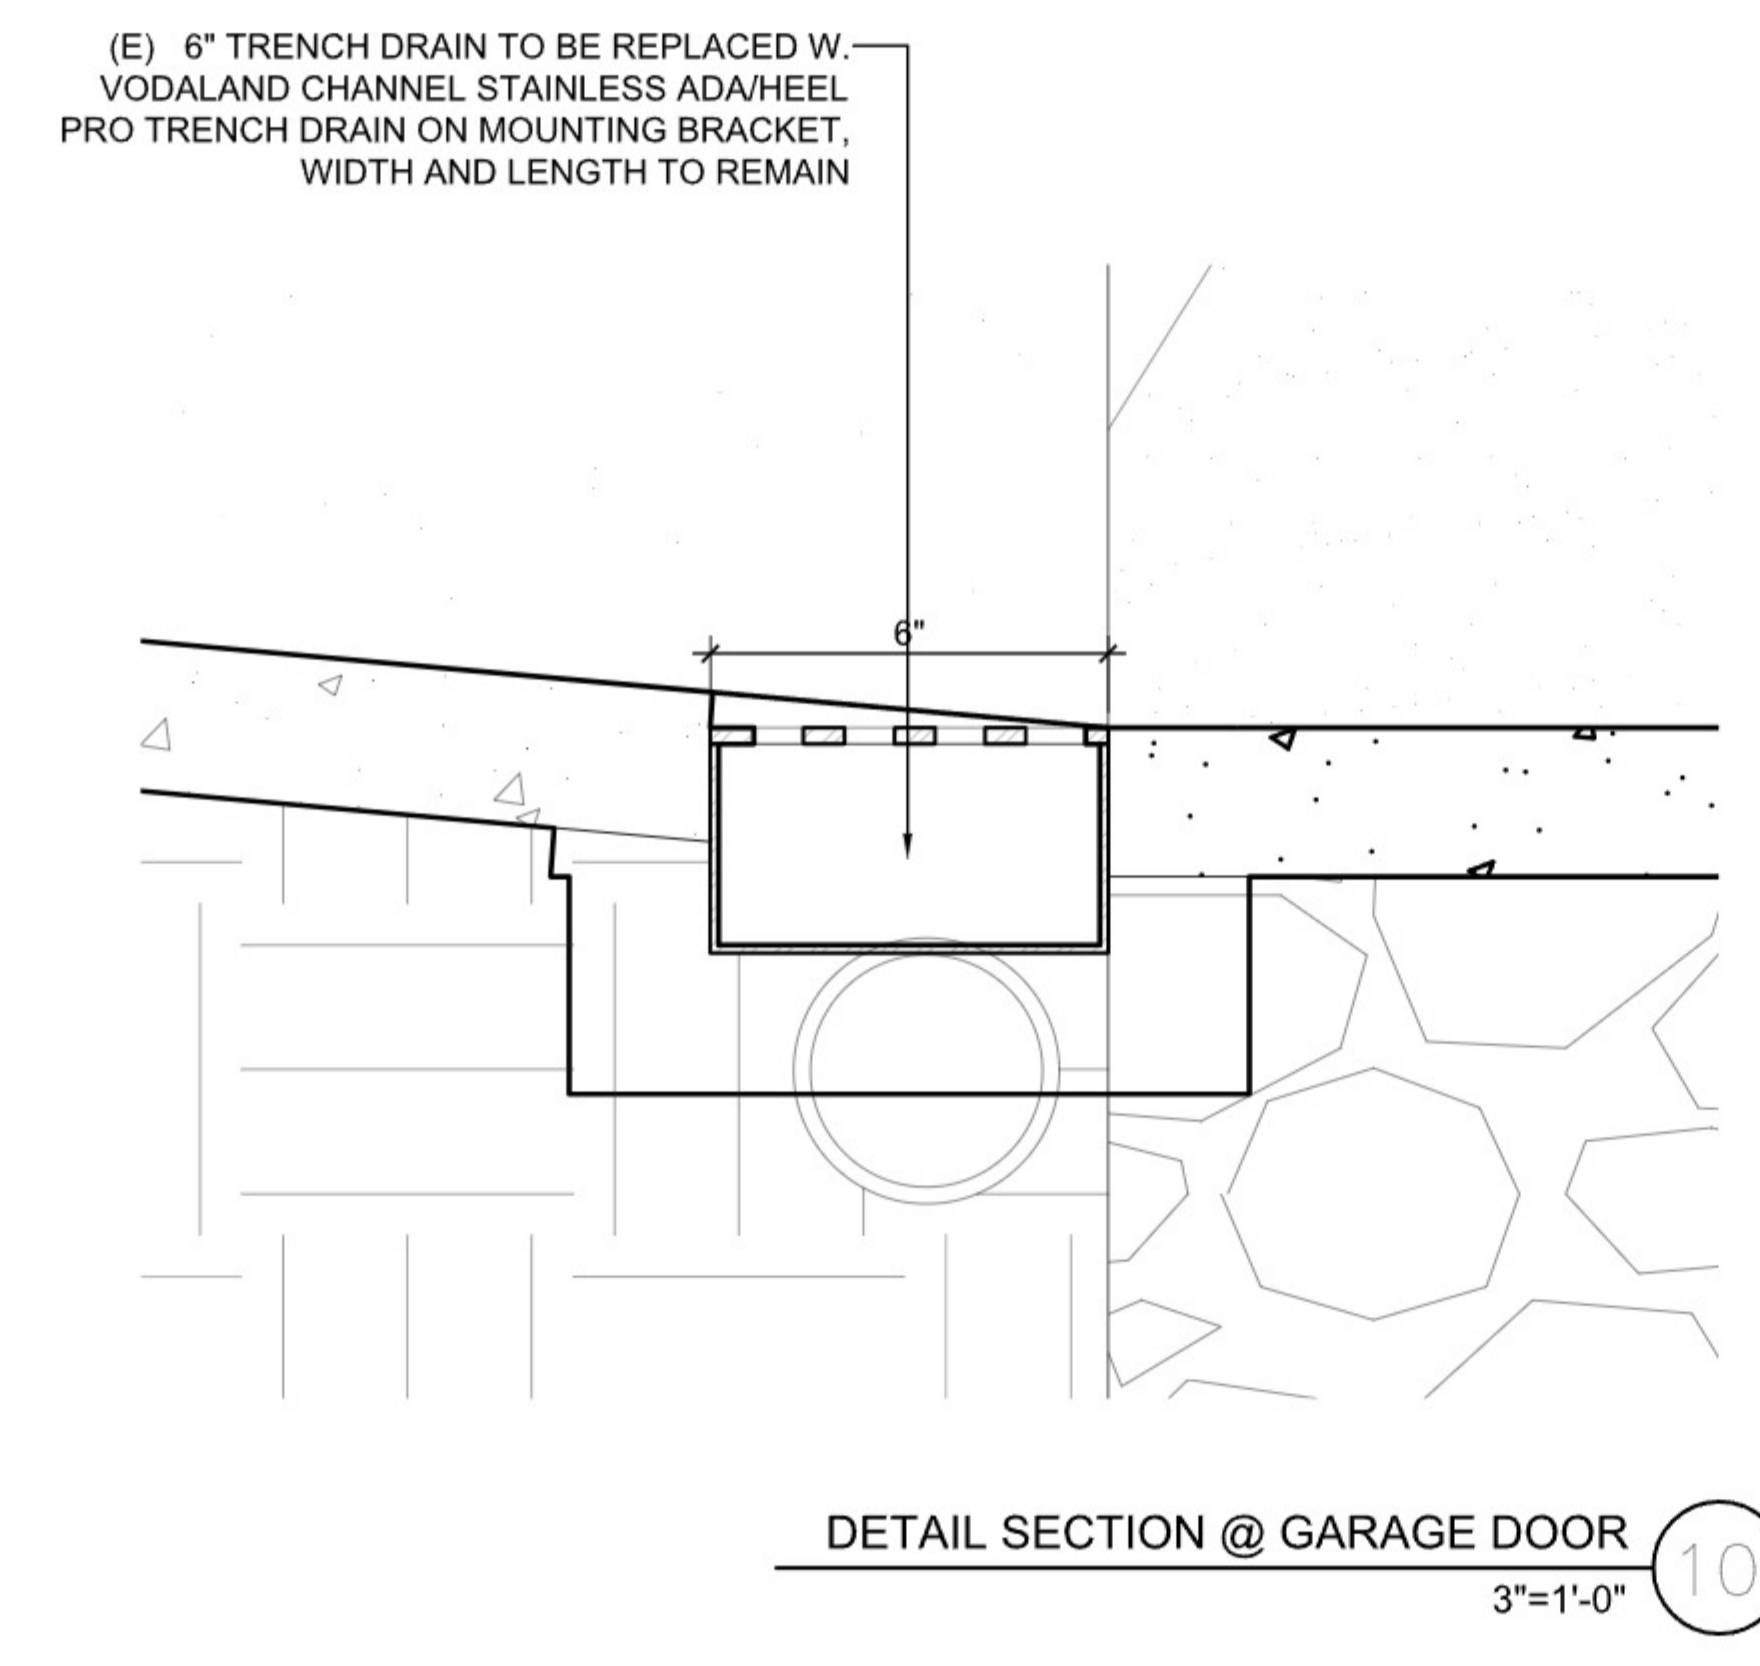 (E) 6" TRENCH DRAIN TO BE REPLACED W.
VODALAND CHANNEL STAINLESS ADA/HEEL
PRO TRENCH DRAIN ON MOUNTING BRACKET,
WIDTH AND LENGTH TO REMAIN
6"
DETAIL SECTION @ GARAGE DOOR
3"=1'-0"
10